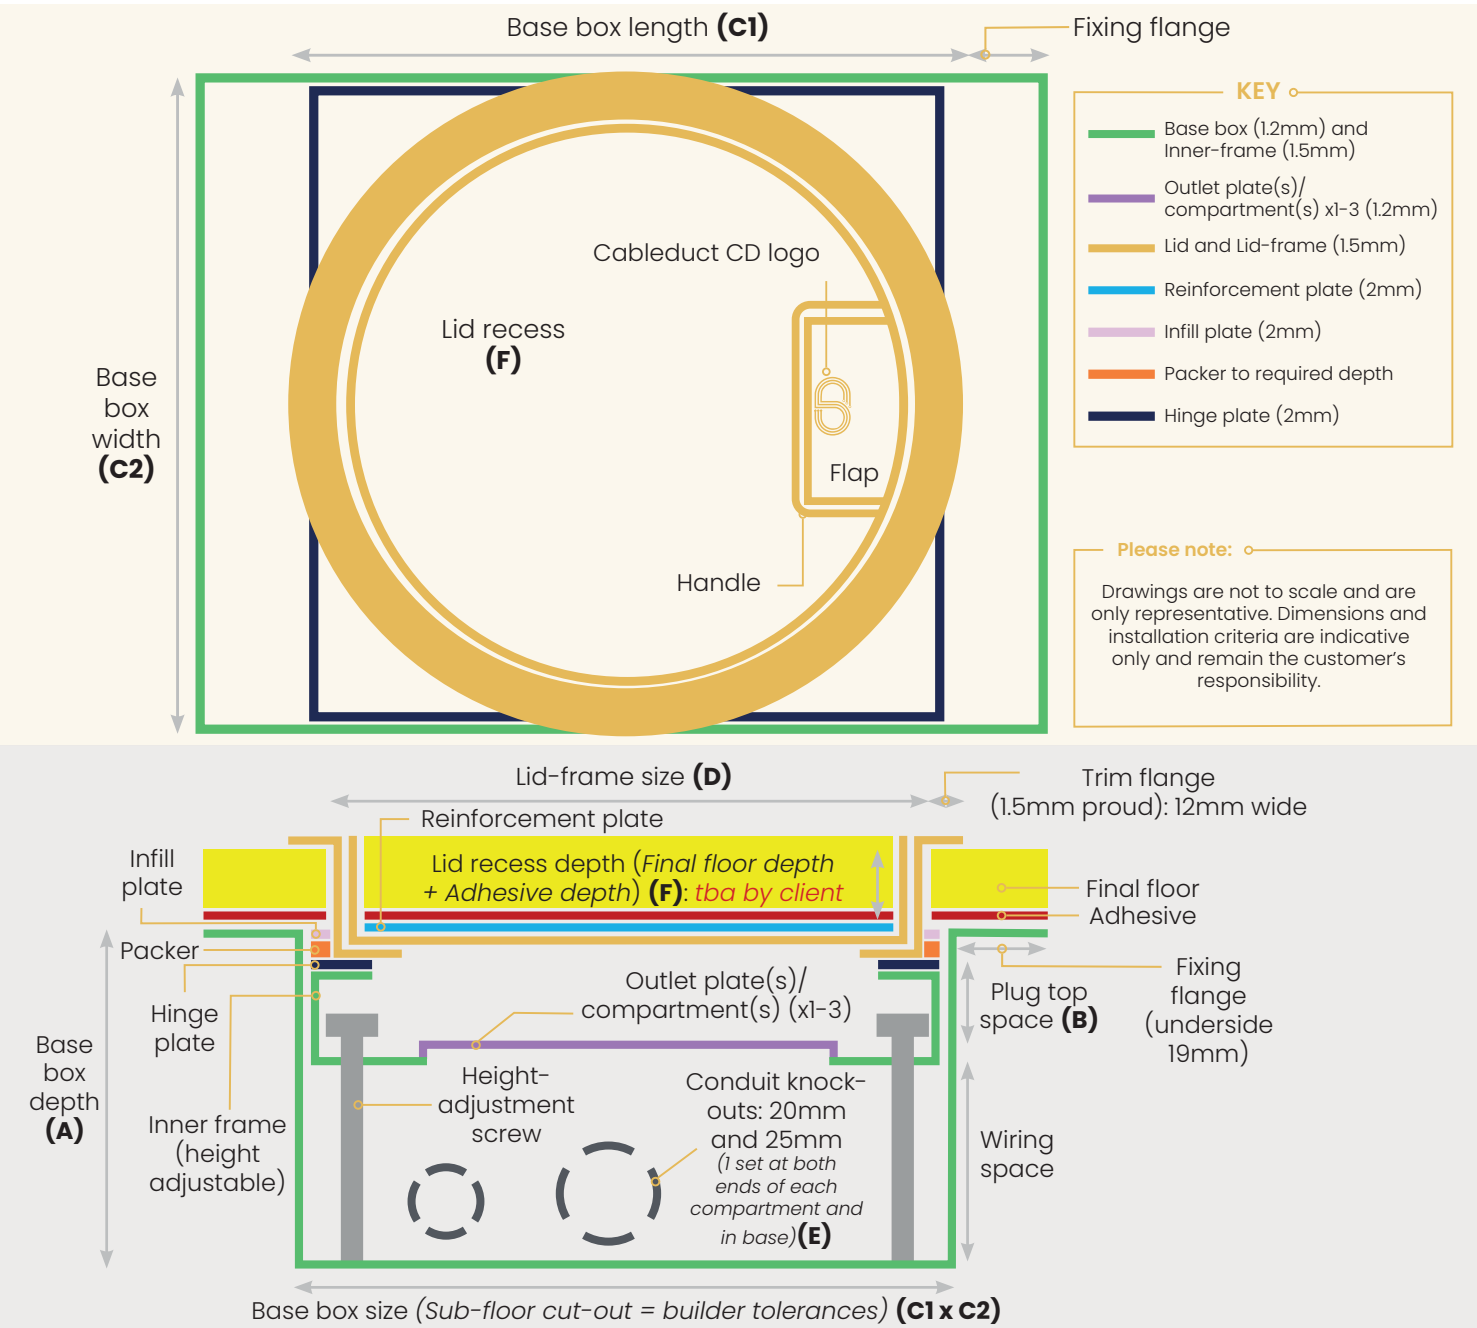 Base box length (C1)
Fixing flange
KEY
Base box (1.2mm) and
Inner-frame (1.5mm)
Outlet plate(s)/
compartment(s) x1-3 (1.2mm)
Lid and Lid-frame (1.5mm)
Reinforcement plate (2mm)
Infill plate (2mm)
Packer to required depth
Hinge plate (2mm)
Cableduct CD logo
Lid recess
(F)
Base
box
width
(C2)
Flap
Handle
Please note:
Drawings are not to scale and are
only representative. Dimensions and
installation criteria are indicative
only and remain the customer's
responsibility.
Lid-frame size (D)
Trim flange
(1.5mm proud): 12mm wide
Reinforcement plate
Infill
plate
Lid recess depth (Final floor depth
+ Adhesive depth) (F): tba by client
Final floor
Adhesive
Packer
Hinge
plate
Outlet plate(s)/
compartment(s) (x1-3)
Plug top
space (B)
Fixing
flange
(underside
19mm)
Base
box
depth
(A)
Inner frame
(height
adjustable)
Height-
adjustment
screw
Conduit knock-
outs: 20mm
and 25mm
(1 set at both
ends of each
compartment and
in base)(E)
Wiring
space
Base box size (Sub-floor cut-out = builder tolerances) (C1 x C2)